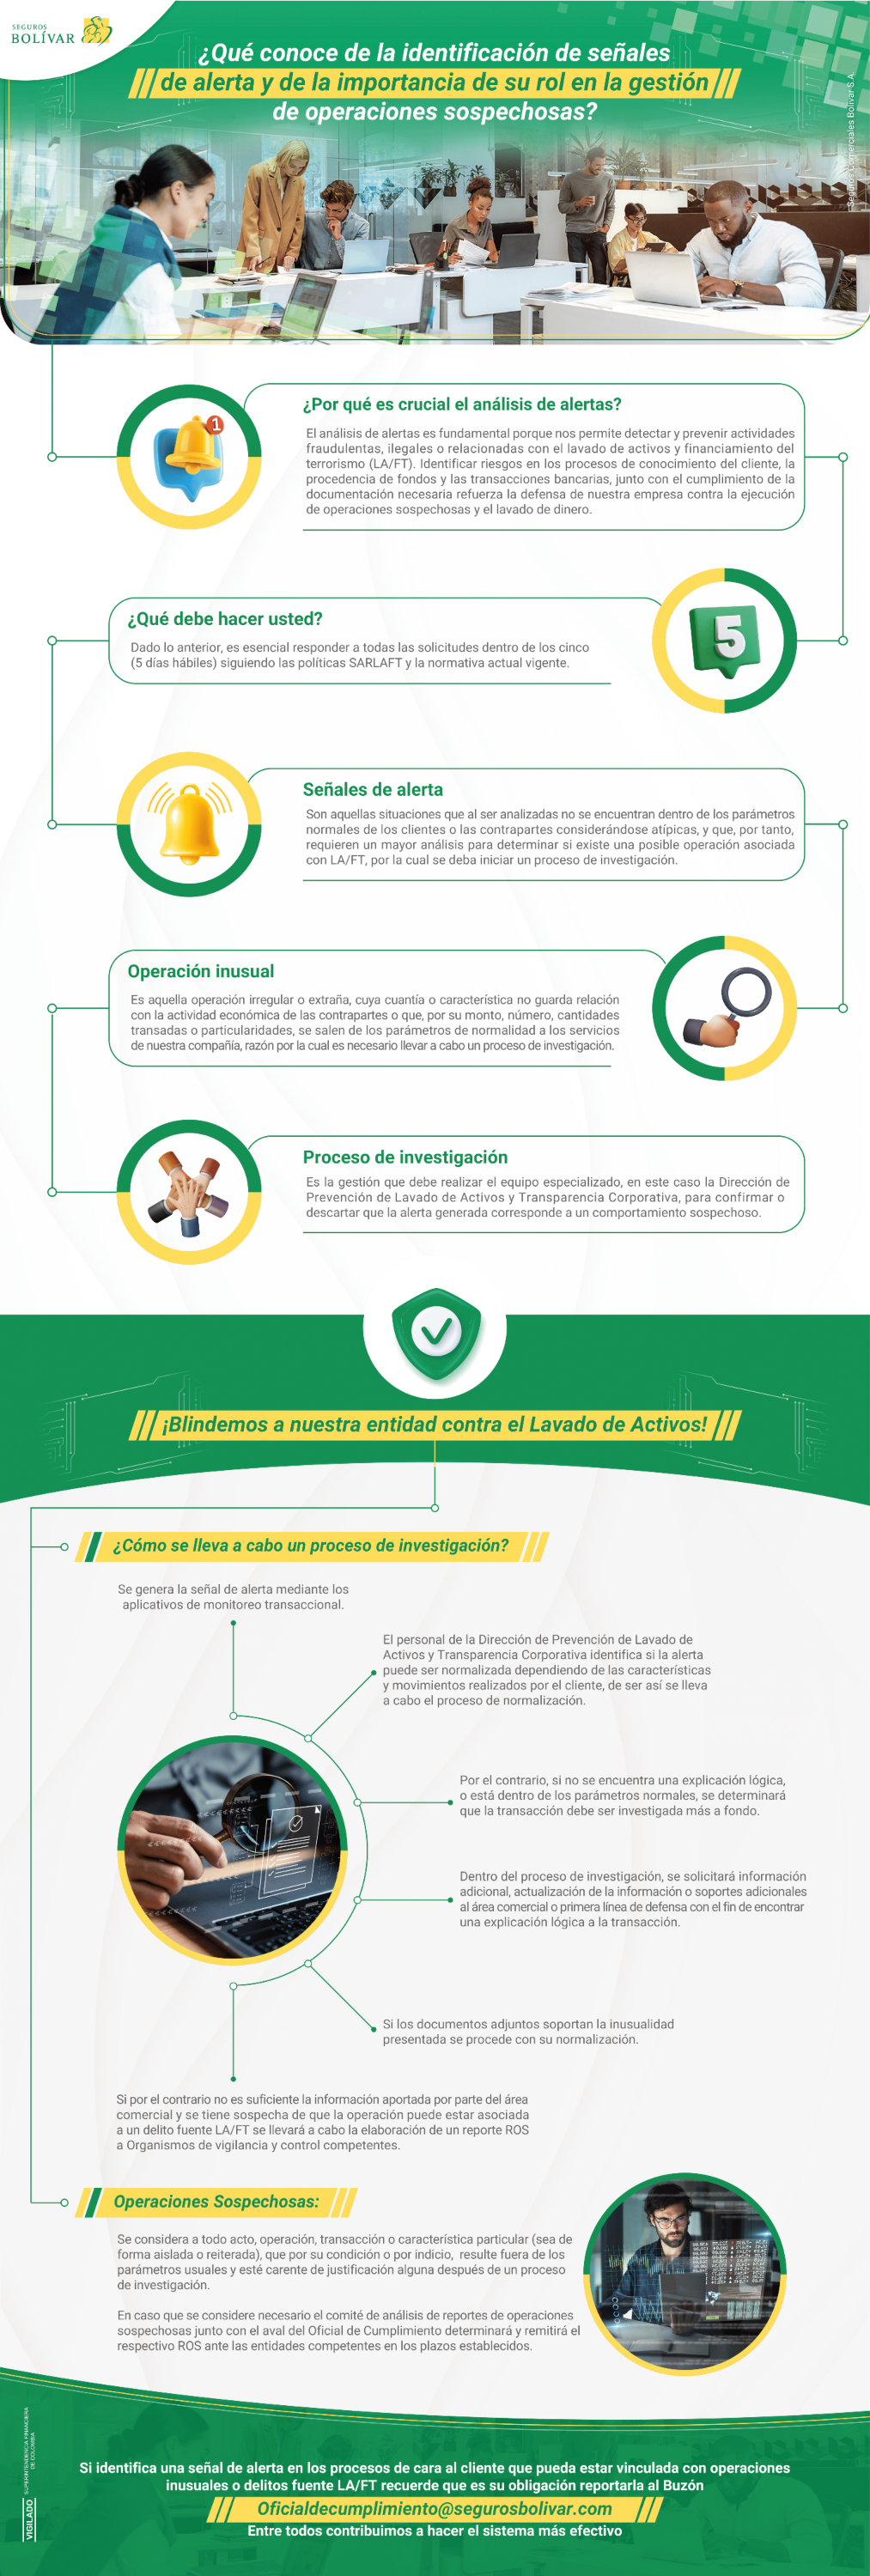 SEGUROS
BOLÍVAR
¿Qué conoce de la identificación de señales
de alerta y de la importancia de su rol en la gestión
de operaciones sospechosas?
Seguros Comerciales Bolívar S.A.
1
¿Por qué es crucial el análisis de alertas?
El análisis de alertas es fundamental porque nos permite detectar y prevenir actividades
fraudulentas, ilegales o relacionadas con el lavado de activos y financiamiento del
terrorismo (LA/FT). Identificar riesgos en los procesos de conocimiento del cliente, la
procedencia de fondos y las transacciones bancarias, junto con el cumplimiento de la
documentación necesaria refuerza la defensa de nuestra empresa contra la ejecución
de operaciones sospechosas y el lavado de dinero.
¿Qué debe hacer usted?
Dado lo anterior, es esencial responder a todas las solicitudes dentro de los cinco
(5 días hábiles) siguiendo las políticas SARLAFT y la normativa actual vigente.
5
Señales de alerta
Son aquellas situaciones que al ser analizadas no se encuentran dentro de los parámetros
normales de los clientes o las contrapartes considerándose atípicas, y que, por tanto,
requieren un mayor análisis para determinar si existe una posible operación asociada
con LA/FT, por la cual se deba iniciar un proceso de investigación.
Operación inusual
Es aquella operación irregular o extraña, cuya cuantía o característica no guarda relación
con la actividad económica de las contrapartes o que, por su monto, número, cantidades
transadas o particularidades, se salen de los parámetros de normalidad a los servicios
de nuestra compañía, razón por la cual es necesario llevar a cabo un proceso de investigación.
Proceso de investigación
Es la gestión que debe realizar el equipo especializado, en este caso la Dirección de
Prevención de Lavado de Activos y Transparencia Corporativa, para confirmar o
descartar que la alerta generada corresponde a un comportamiento sospechoso.
¡Blindemos a nuestra entidad contra el Lavado de Activos!
¿Cómo se lleva a cabo un proceso de investigación?
Se genera la señal de alerta mediante los
aplicativos de monitoreo transaccional.
El personal de la Dirección de Prevención de Lavado de
Activos y Transparencia Corporativa identifica si la alerta
puede ser normalizada dependiendo de las características
y movimientos realizados por el cliente, de ser así se lleva
a cabo el proceso de normalización.
Por el contrario, si no se encuentra una explicación lógica,
o está dentro de los parámetros normales, se determinará
que la transacción debe ser investigada más a fondo.
Dentro del proceso de investigación, se solicitará información
adicional, actualización de la información o soportes adicionales
al área comercial o primera línea de defensa con el fin de encontrar
una explicación lógica a la transacción.
Si los documentos adjuntos soportan la inusualidad
presentada se procede con su normalización.
Si por el contrario no es suficiente la información aportada por parte del área
comercial y se tiene sospecha de que la operación puede estar asociada
a un delito fuente LA/FT se llevará a cabo la elaboración de un reporte ROS
a Organismos de vigilancia y control competentes.
Operaciones Sospechosas:
Se considera a todo acto, operación, transacción o característica particular (sea de
forma aislada o reiterada), que por su condición o por indicio, resulte fuera de los
parámetros usuales y esté carente de justificación alguna después de un proceso
de investigación.
En caso que se considere necesario el comité de análisis de reportes de operaciones
sospechosas junto con el aval del Oficial de Cumplimiento determinará y remitirá el
respectivo ROS ante las entidades competentes en los plazos establecidos.
VIGILADO
SUPERINTENDENCIA FINANCIERA
DE COLOMBIA
Si identifica una señal de alerta en los procesos de cara al cliente que pueda estar vinculada con operaciones
inusuales o delitos fuente LA/FT recuerde que es su obligación reportarla al Buzón
Oficialdecumplimiento@segurosbolivar.com
Entre todos contribuimos a hacer el sistema más efectivo